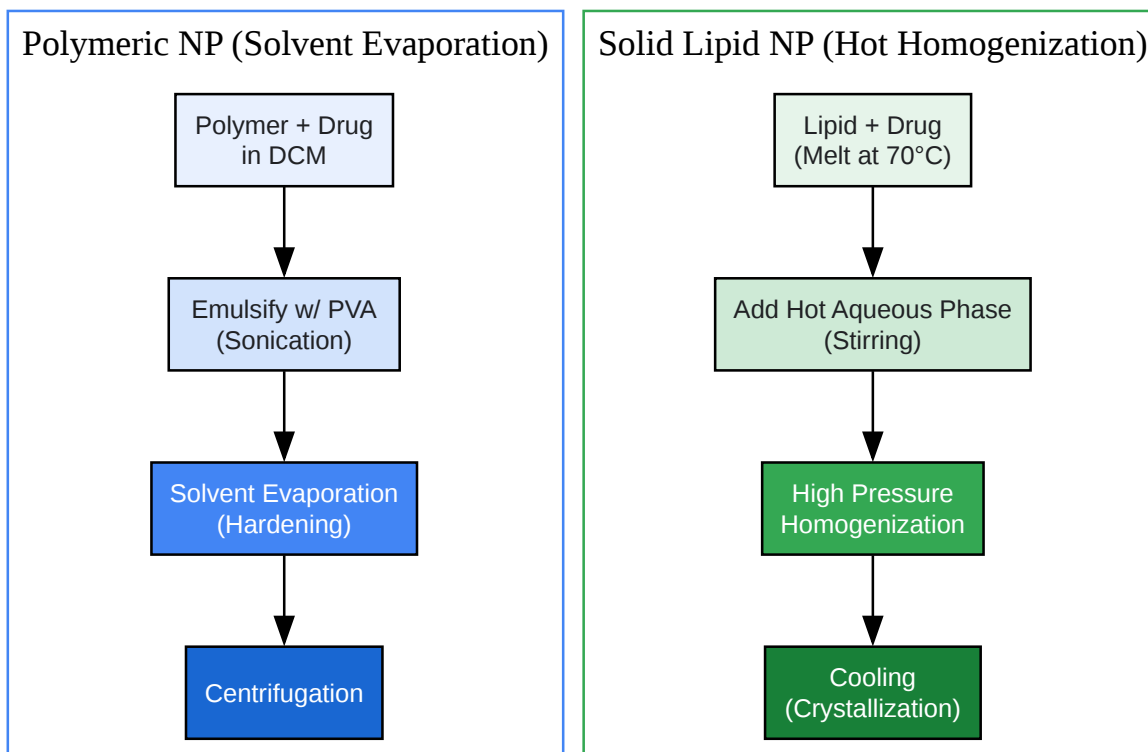 Polymeric NP (Solvent Evaporation)
Polymer + Drug
in DCM
Emulsify w/ PVA
(Sonication)
Solvent Evaporation
(Hardening)
Centrifugation
Solid Lipid NP (Hot Homogenization)
Lipid + Drug
(Melt at 70°C)
Add Hot Aqueous Phase
(Stirring)
High Pressure
Homogenization
Cooling
(Crystallization)